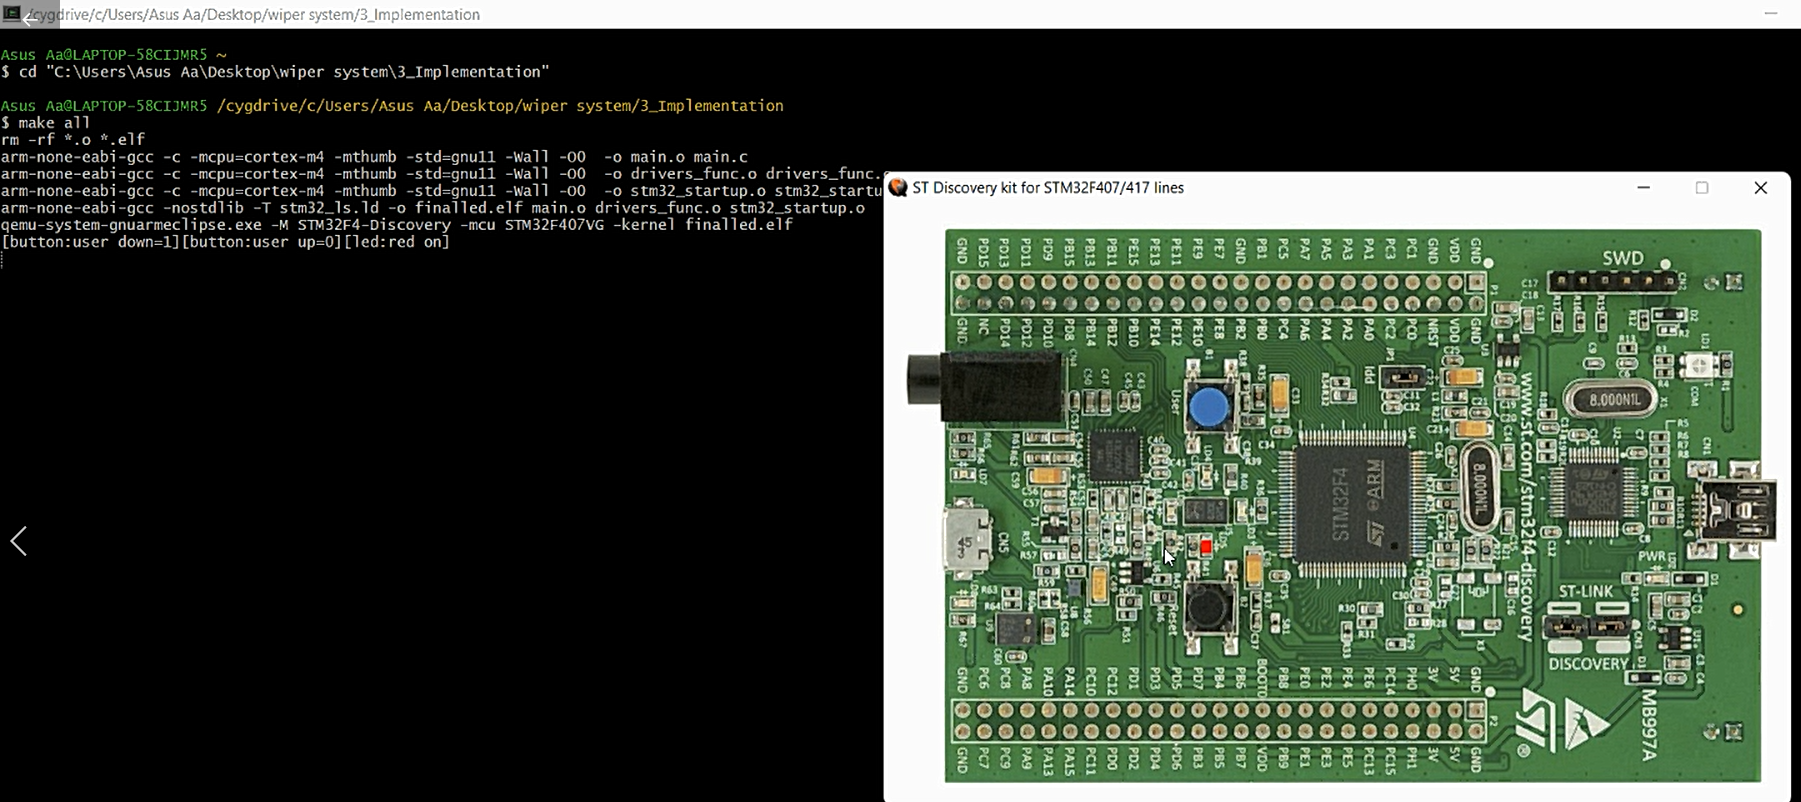 /cygdrive/c/Users/Asus Aa/Desktop/wiper system/3_Implementation
Asus Aa@LAPTOP-58CIJMR5 ~
$ cd "C:\Users\Asus Aa\Desktop\wiper system\3_Implementation"
Asus Aa@LAPTOP-58CIJMR5 /cygdrive/c/Users/Asus Aa/Desktop/wiper system/3_Implementation
$ make all
rm -rf *.o *.elf
arm-none-eabi-gcc -c -mcpu=cortex-m4 -mthumb -std=gnu11 -Wall -O0  -o main.o main.c
arm-none-eabi-gcc -c -mcpu=cortex-m4 -mthumb -std=gnu11 -Wall -O0  -o drivers_func.o drivers_func.
arm-none-eabi-gcc -c -mcpu=cortex-m4 -mthumb -std=gnu11 -Wall -O0  -o stm32_startup.o stm32_startu
arm-none-eabi-gcc -nostdlib -T stm32_ls.ld -o finalled.elf main.o drivers_func.o stm32_startup.o
qemu-system-gnuarmeclipse.exe -M STM32F4-Discovery -mcu STM32F407VG -kernel finalled.elf
[button:user down=1][button:user up=0][led:red on]
ST Discovery kit for STM32F407/417 lines
GND PD15 PD13 PD11 PD9 PB15 PB13 PB11 PE15 PE13 PE11 PE9 PE7 GND PB1 PC5 PA7 PA5 PA3 PA1 PC3 PC1 GND VDD GND
SWD
GND NC PD14 PD12 PD10 PD8 PB14 PB12 PB10 PE14 PE12 PE10 PE8 PB2 PB0 PC4 PA6 PA4 PA2 PA0 PC2 PC0 NRST VDD GND
B1
JP1
Idd
User
8.000N1L
www.st.com/stm32f4-discovery
STM32F4
ARM
8.000N1L
CN5
PWR
ST-LINK
Reset
DISCOVERY
GND PC6 PC8 PA8 PA10 PA14 PC10 PC12 PD1 PD3 PD5 PD7 PB4 PB6 BOOT0 PB8 PE0 PE2 PE4 PE6 PC14 PH0 3V 5V GND
MB997A
P2
GND PC7 PC9 PA9 PA13 PA15 PC11 PD0 PD2 PD4 PD6 PB3 PB5 PB7 VDD PB9 PE1 PE3 PE5 PC13 PC15 PH1 3V 5V GND